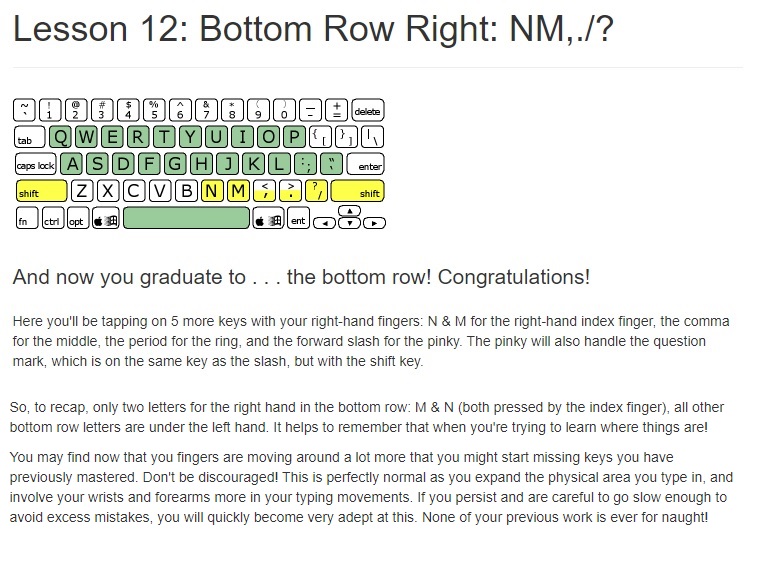 Lesson 12: Bottom Row Right: NM,./?
~ ! @ # $ % ^ & * ( ) _ +
` 1 2 3 4 5 6 7 8 9 0 - = delete
tab Q W E R T Y U I O P { [ } ] | \
caps lock A S D F G H J K L : ; " ' enter
shift Z X C V B N M < , > . ? / shift
fn ctrl opt ent
And now you graduate to . . . the bottom row! Congratulations!
Here you'll be tapping on 5 more keys with your right-hand fingers: N & M for the right-hand index finger, the comma
for the middle, the period for the ring, and the forward slash for the pinky. The pinky will also handle the question
mark, which is on the same key as the slash, but with the shift key.
So, to recap, only two letters for the right hand in the bottom row: M & N (both pressed by the index finger), all other
bottom row letters are under the left hand. It helps to remember that when you're trying to learn where things are!
You may find now that you fingers are moving around a lot more that you might start missing keys you have
previously mastered. Don't be discouraged! This is perfectly normal as you expand the physical area you type in, and
involve your wrists and forearms more in your typing movements. If you persist and are careful to go slow enough to
avoid excess mistakes, you will quickly become very adept at this. None of your previous work is ever for naught!